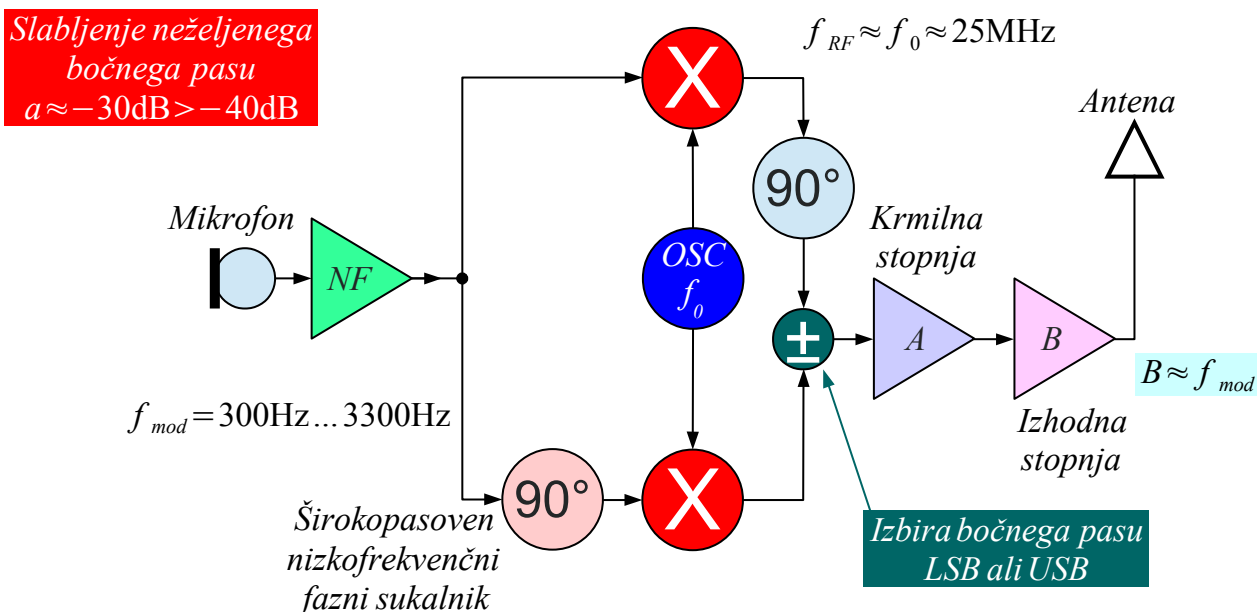 Slabljenje neželjenega
bočnega pasu
a≈−30dB>−40dB
f RF ≈ f 0 ≈ 25MHz
X
Antena
90°
Mikrofon
Krmilna
stopnja
NF
OSC
f 0
±
A
B
B≈ f mod
f mod =300Hz...3300Hz
Izhodna
stopnja
90°
X
Širokopasoven
nizkofrekvenčni
fazni sukalnik
Izbira bočnega pasu
LSB ali USB